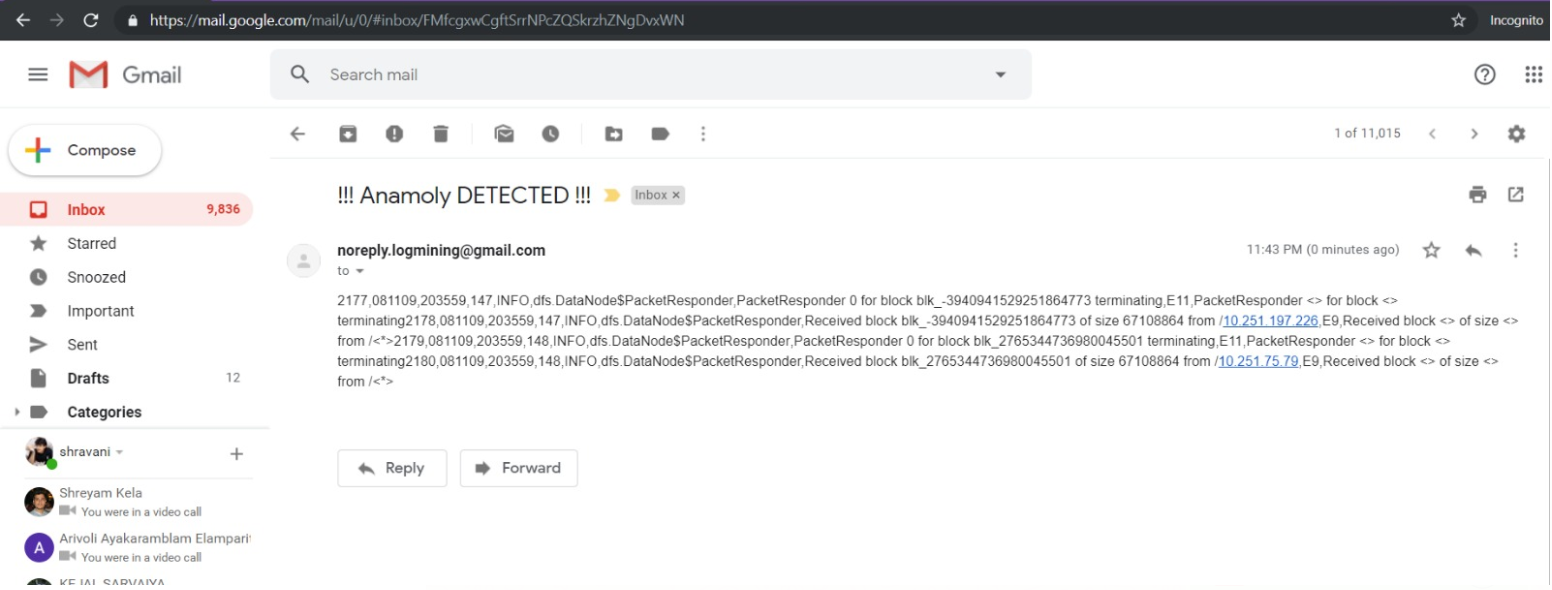 https://mail.google.com/mail/u/0/#inbox/FMfcgxwCgftSrrNPcZQSkrzhZNgDvxWN
Incognito
Gmail
Search mail
Compose
1 of 11,015
Inbox 9,836
Starred
Snoozed
Important
Sent
Drafts 12
Categories
shravani
Shreyam Kela
You were in a video call
Arivoli Ayakaramblam Elampari
You were in a video call
KEJAL SARVAIYA
!!! Anamoly DETECTED !!! Inbox ×
noreply.logmining@gmail.com
11:43 PM (0 minutes ago)
to
2177,081109,203559,147,INFO,dfs.DataNode$PacketResponder,PacketResponder 0 for block blk_-3940941529251864773 terminating,E11,PacketResponder <> for block <>
terminating2178,081109,203559,147,INFO,dfs.DataNode$PacketResponder,Received block blk_-3940941529251864773 of size 67108864 from /10.251.197.226,E9,Received block <> of size <>
from /<*>2179,081109,203559,148,INFO,dfs.DataNode$PacketResponder,PacketResponder 0 for block blk_2765344736980045501 terminating,E11,PacketResponder <> for block <>
terminating2180,081109,203559,148,INFO,dfs.DataNode$PacketResponder,Received block blk_2765344736980045501 of size 67108864 from /10.251.75.79,E9,Received block <> of size <>
from /<*>
Reply
Forward